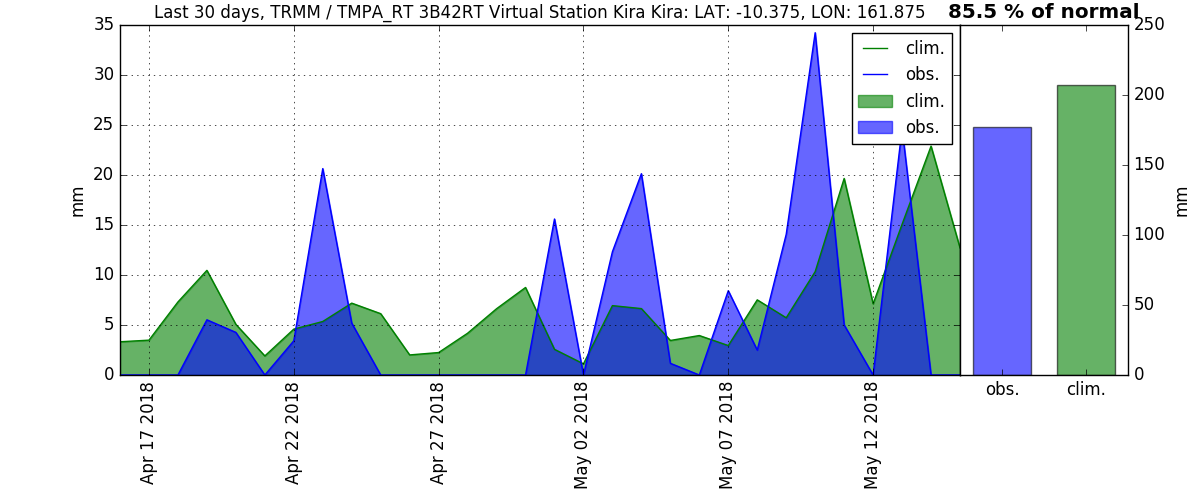 Last 30 days, TRMM / TMPA_RT 3B42RT Virtual Station Kira Kira: LAT: -10.375, LON: 161.875
85.5 % of normal
35
30
25
20
15
10
5
0
mm
clim.
obs.
clim.
obs.
250
200
150
100
50
0
mm
obs.
clim.
Apr 17 2018
Apr 22 2018
Apr 27 2018
May 02 2018
May 07 2018
May 12 2018